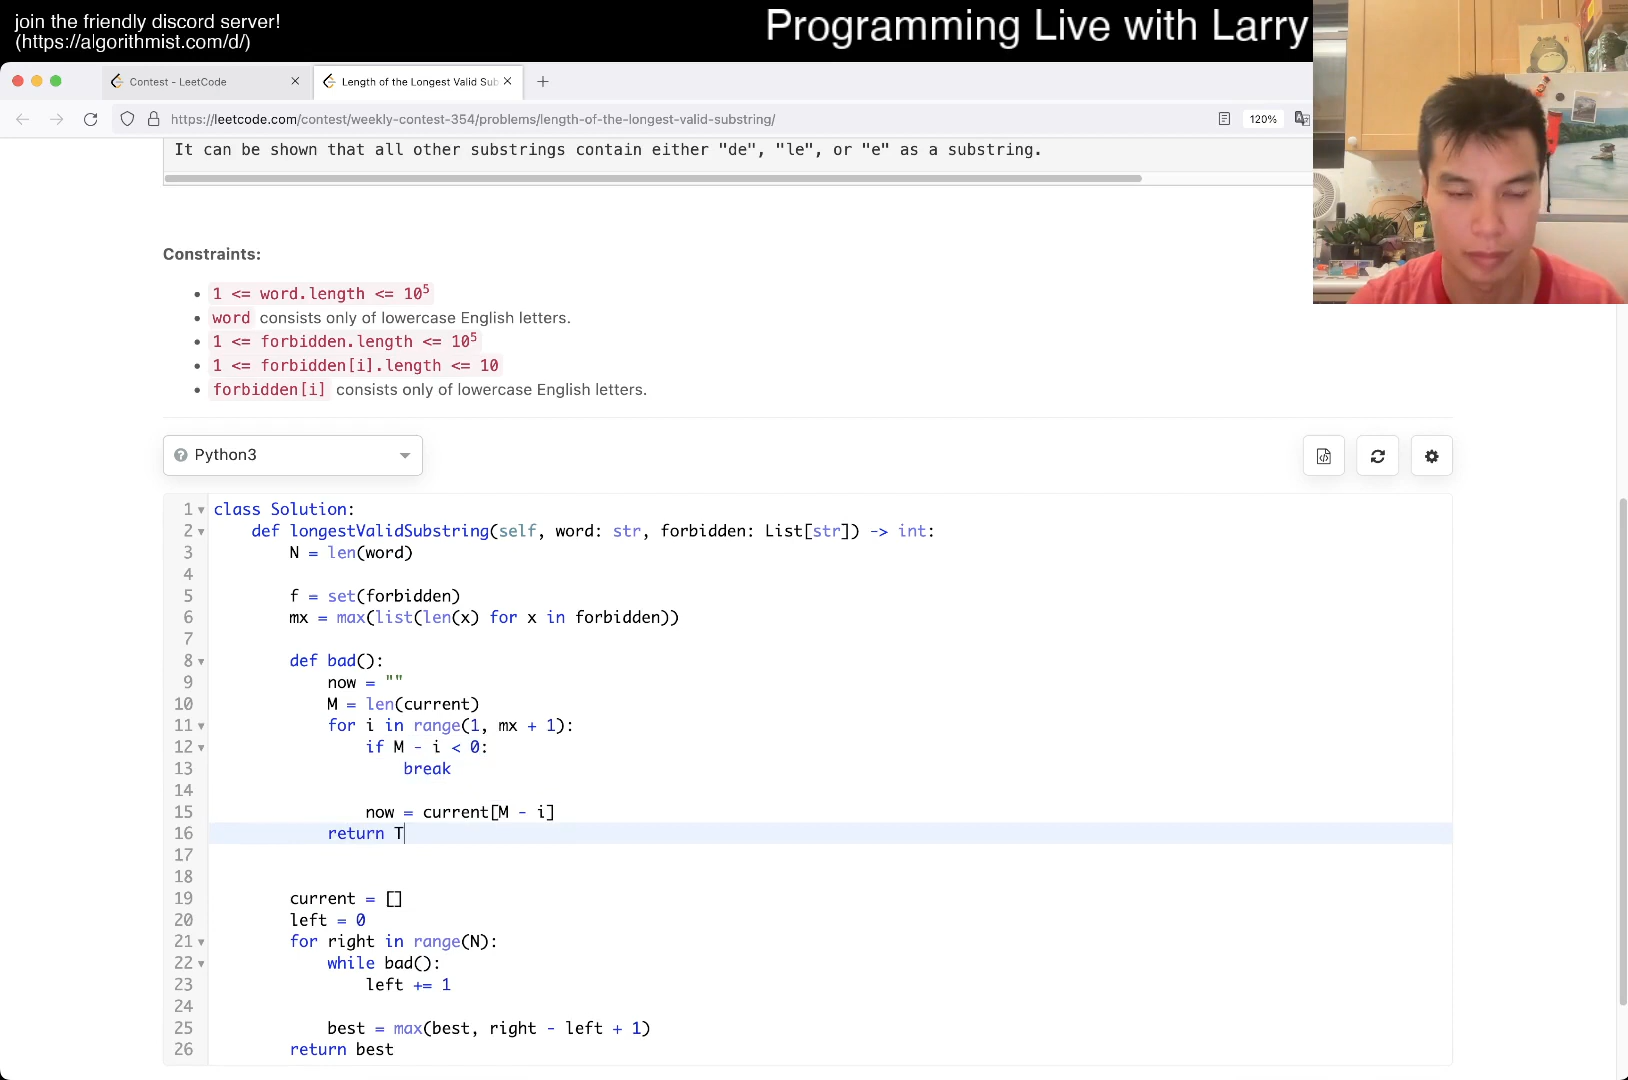 join the friendly discord server!
(https://algorithmist.com/d/)
Programming Live with Larry
Contest - LeetCode
Length of the Longest Valid Sub
https://leetcode.com/contest/weekly-contest-354/problems/length-of-the-longest-valid-substring/
120%
It can be shown that all other substrings contain either "de", "le", or "e" as a substring.
Constraints:
1 <= word.length <= 10⁵
word consists only of lowercase English letters.
1 <= forbidden.length <= 10⁵
1 <= forbidden[i].length <= 10
forbidden[i] consists only of lowercase English letters.
Python3
1 class Solution:
2     def longestValidSubstring(self, word: str, forbidden: List[str]) -> int:
3         N = len(word)
4
5         f = set(forbidden)
6         mx = max(list(len(x) for x in forbidden))
7
8         def bad():
9             now = ""
10             M = len(current)
11             for i in range(1, mx + 1):
12                 if M - i < 0:
13                     break
14
15                 now = current[M - i]
16             return T
17
18
19         current = []
20         left = 0
21         for right in range(N):
22             while bad():
23                 left += 1
24
25             best = max(best, right - left + 1)
26         return best